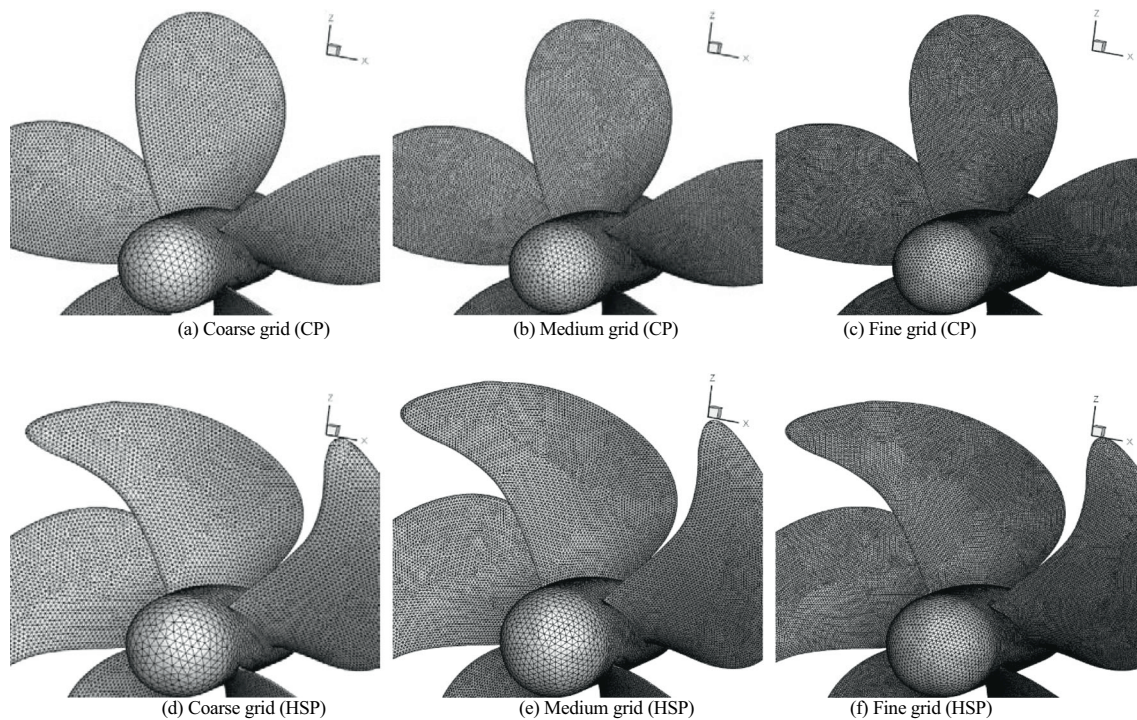 z
x
z
x
z
x
(a) Coarse grid (CP)
(b) Medium grid (CP)
(c) Fine grid (CP)
z
x
z
x
z
x
(d) Coarse grid (HSP)
(e) Medium grid (HSP)
(f) Fine grid (HSP)